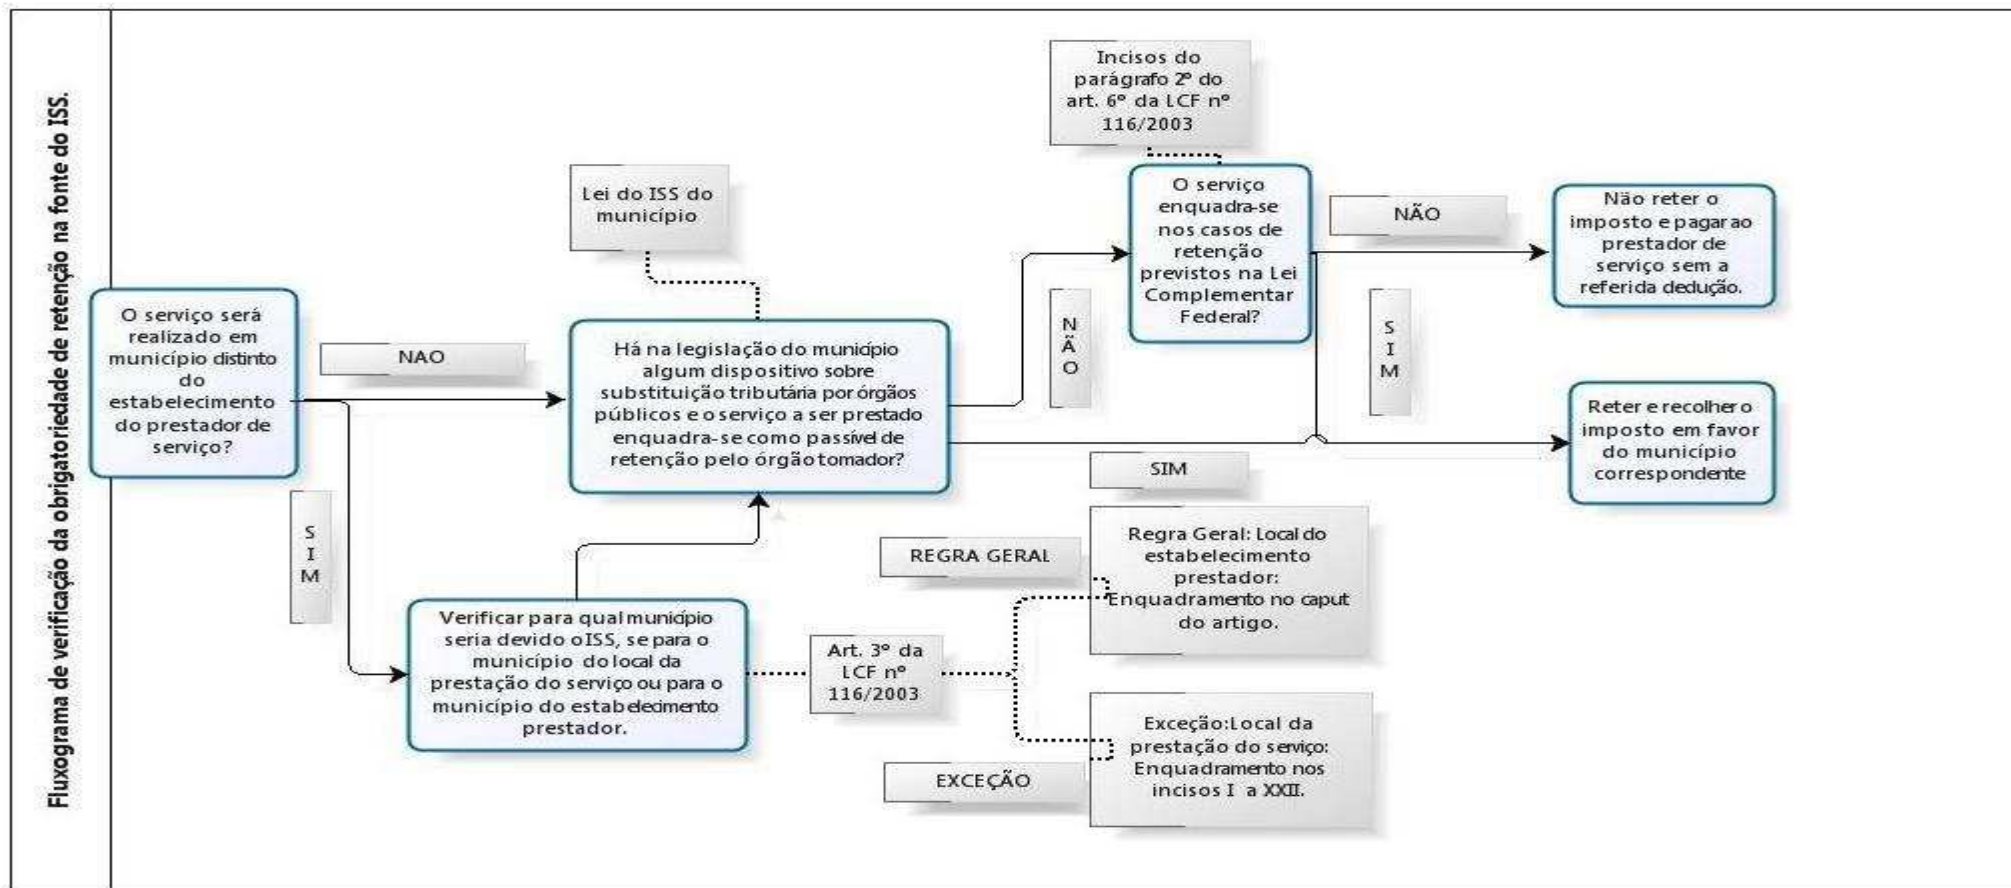 Fluxograma de verificação da obrigatoriedade de retenção na fonte do ISS.
O serviço será
realizado em
município distinto
do
estabelecimento
do prestador de
serviço?
NAO
SIM
Lei do ISS do
município
Há na legislação do município
algum dispositivo sobre
substituição tributária por órgãos
públicos e o serviço a ser prestado
enquadra-se como passível de
retenção pelo órgão tomador?
Verificar para qual município
seria devido o ISS, se para o
município do local da
prestação do serviço ou para o
município do estabelecimento
prestador.
Art. 3º da
LCF nº
116/2003
REGRA GERAL
Regra Geral: Local do
estabelecimento
prestador:
Enquadramento no caput
do artigo.
EXCEÇÃO
Exceção:Local da
prestação do serviço:
Enquadramento nos
incisos I a XXII.
NÃO
SIM
Incisos do
parágrafo 2º do
art. 6º da LCF nº
116/2003
O serviço
enquadra-se
nos casos de
retenção
previstos na Lei
Complementar
Federal?
NÃO
SIM
Não reter o
imposto e pagar ao
prestador de
serviço sem a
referida dedução.
Reter e recolher o
imposto em favor
do município
correspondente